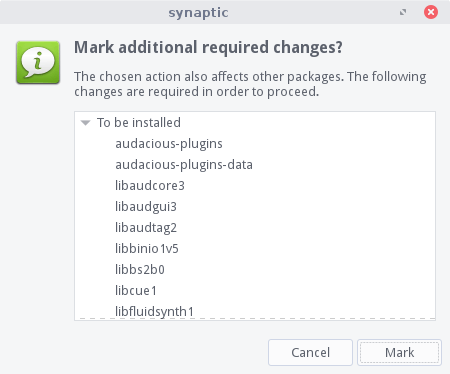 synaptic
Mark additional required changes?
The chosen action also affects other packages. The following
changes are required in order to proceed.
To be installed
audacious-plugins
audacious-plugins-data
libaudcore3
libaudgui3
libaudtag2
libbinio1v5
libbs2b0
libcue1
libfluidsynth1
Cancel
Mark